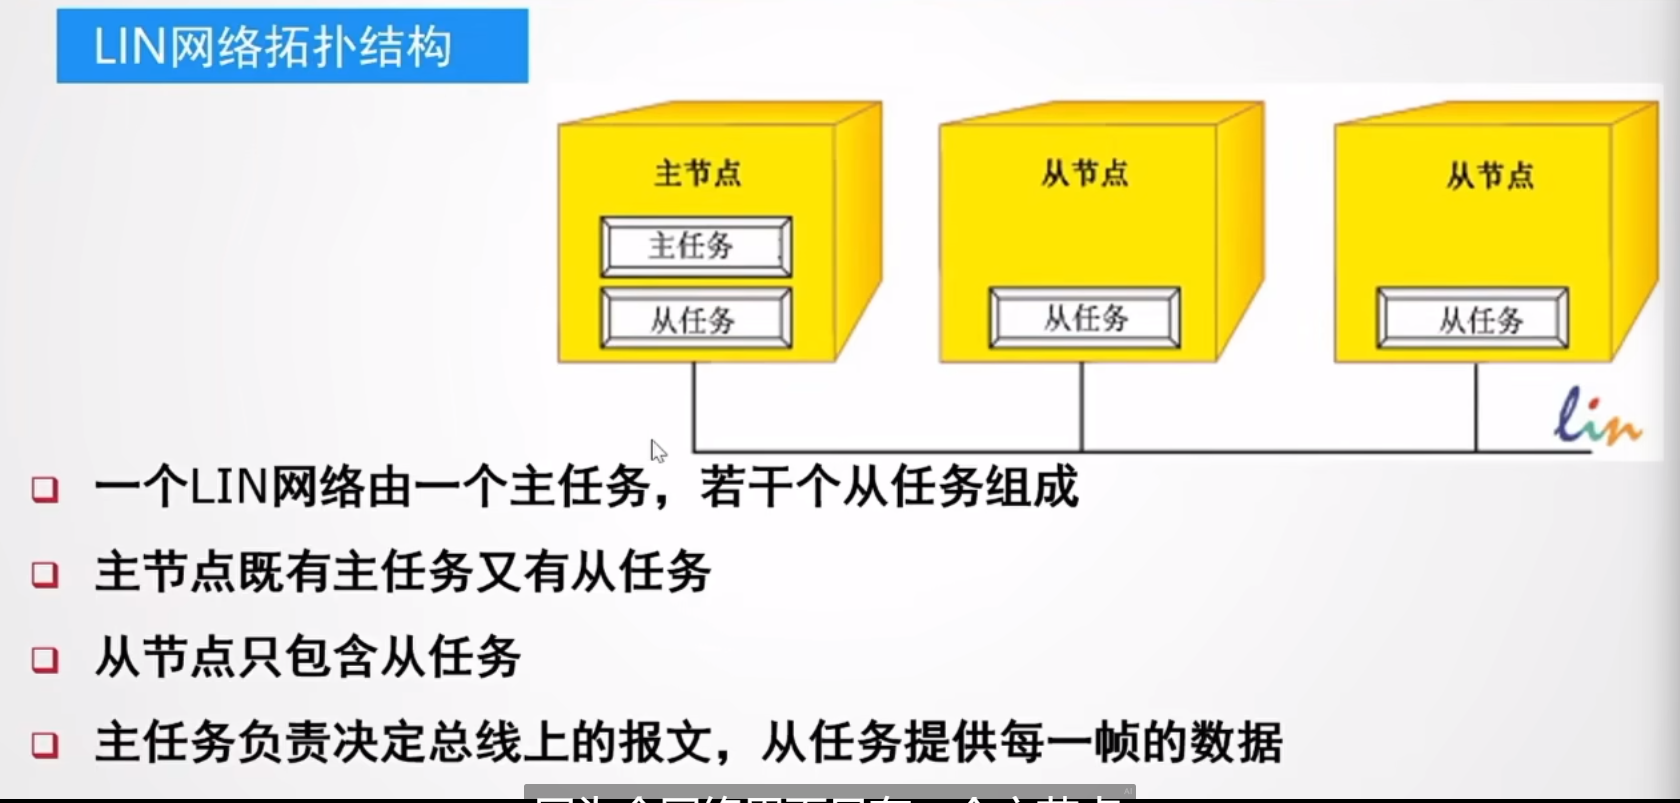 LIN网络拓扑结构
主节点
主任务
从任务
从节点
从任务
从节点
从任务
lin
一个LIN网络由一个主任务，若干个从任务组成
主节点既有主任务又有从任务
从节点只包含从任务
主任务负责决定总线上的报文，从任务提供每一帧的数据
AI